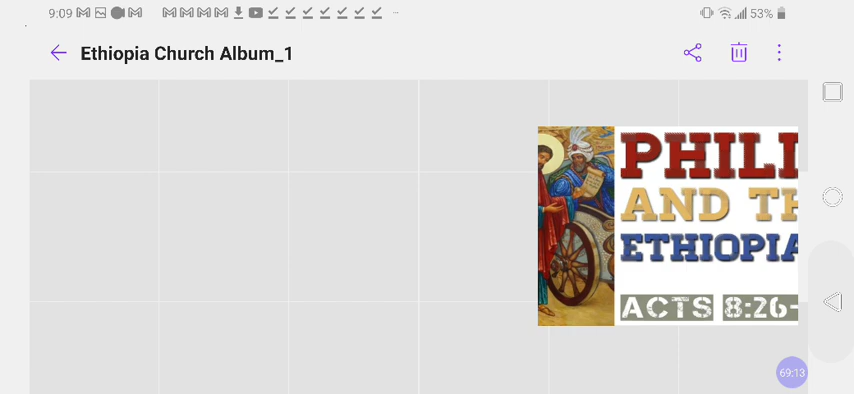 9:09
53%
Ethiopia Church Album_1
PHILI
AND TH
ETHIOPIA
ACTS 8:26-
69:13